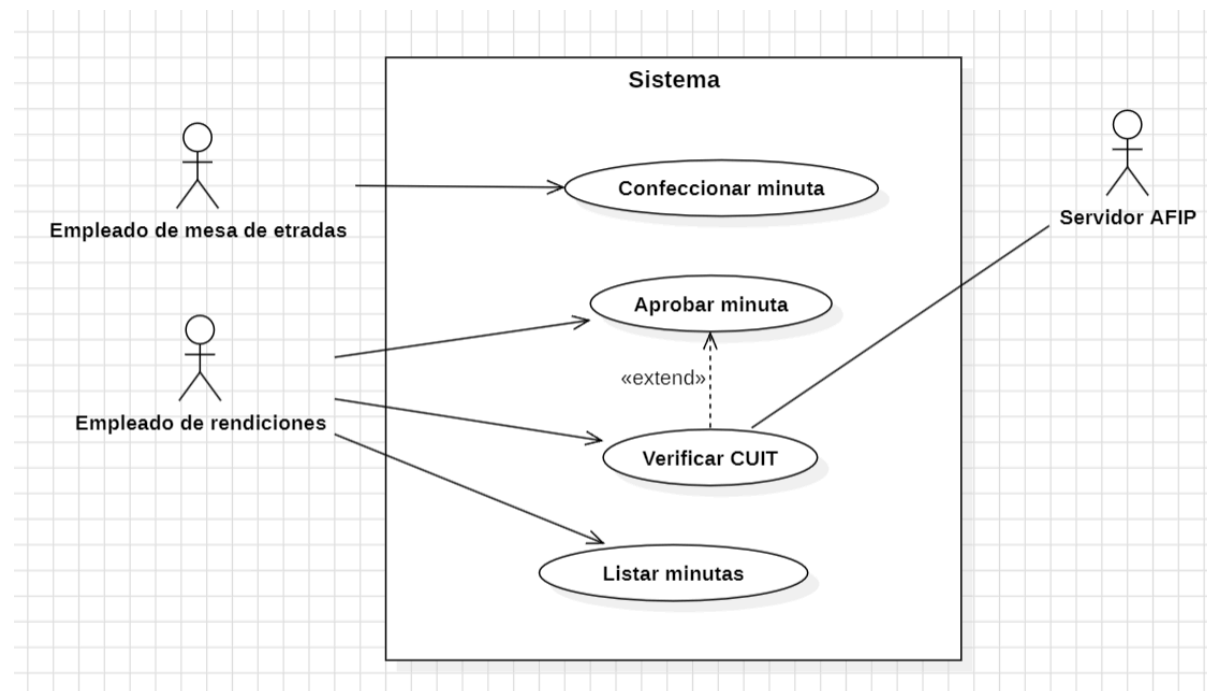 Sistema
Empleado de mesa de etradas
Confeccionar minuta
Servidor AFIP
Aprobar minuta
«extend»
Empleado de rendiciones
Verificar CUIT
Listar minutas